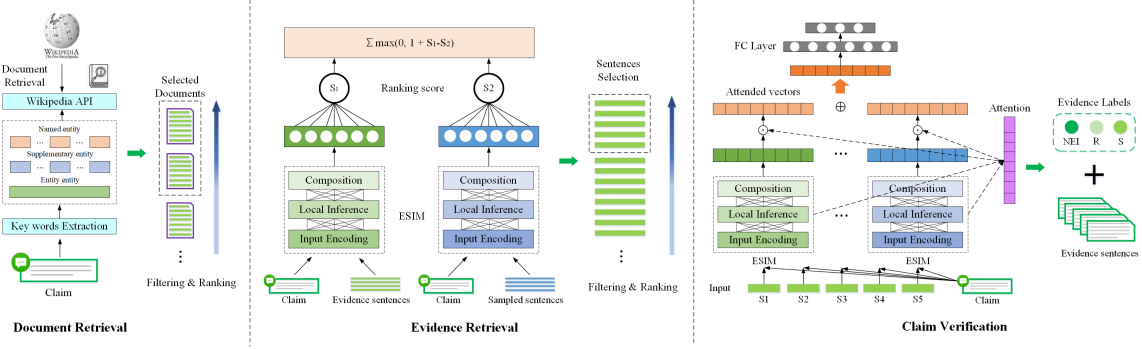 WIKIPEDIA
The Free Encyclopedia
Document
Retrieval
Wikipedia API
Named entity
... ...
Supplementary entity
... ...
Entity entity
Key words Extraction
Claim
Selected
Documents
...
Filtering & Ranking
Document Retrieval
∑ max(0, 1 + S1-S2)
S1
Ranking score
S2
Composition
Local Inference
Input Encoding
ESIM
Composition
Local Inference
Input Encoding
Claim
Evidence sentences
Claim
Sampled sentences
Sentences
Selection
...
Filtering & Ranking
Evidence Retrieval
FC Layer
Attended vectors
Attention
...
Composition
Local Inference
Input Encoding
ESIM
...
Composition
Local Inference
Input Encoding
ESIM
Input
S1
S2
S3
S4
S5
Claim
Claim Verification
Evidence Labels
NEI R S
+
Evidence sentences